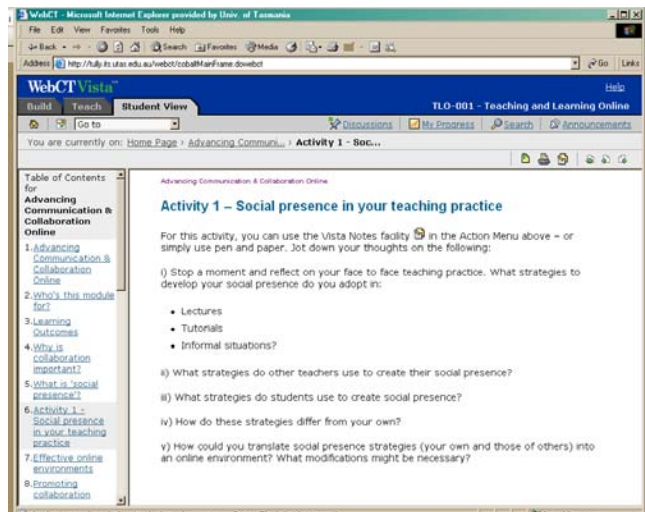 WebCT - Microsoft Internet Explorer provided by Univ. of Tasmania
File Edit View Favorites Tools Help
Back Search Favorites Media
Address http://tully.its.utas.edu.au/webct/cobaltMainFrame.dowebct Go Links
WebCT Vista™ Help
Build Teach Student View TLO-001 - Teaching and Learning Online
Go to Discussions My Progress Search Announcements
You are currently on: Home Page › Advancing Communi... › Activity 1 - Soc...
Table of Contents
for
Advancing
Communication &
Collaboration
Online
1.Advancing
Communication &
Collaboration
Online
2.Who's this module
for?
3.Learning
Outcomes
4.Why is
collaboration
important?
5.What is 'social
presence'?
6.Activity 1 -
Social presence
in your teaching
practice
7.Effective online
environments
8.Promoting
collaboration
Advancing Communication & Collaboration Online
Activity 1 – Social presence in your teaching practice
For this activity, you can use the Vista Notes facility in the Action Menu above – or
simply use pen and paper. Jot down your thoughts on the following:
i) Stop a moment and reflect on your face to face teaching practice. What strategies to
develop your social presence do you adopt in:
• Lectures
• Tutorials
• Informal situations?
ii) What strategies do other teachers use to create their social presence?
iii) What strategies do students use to create social presence?
iv) How do these strategies differ from your own?
v) How could you translate social presence strategies (your own and those of others) into
an online environment? What modifications might be necessary?